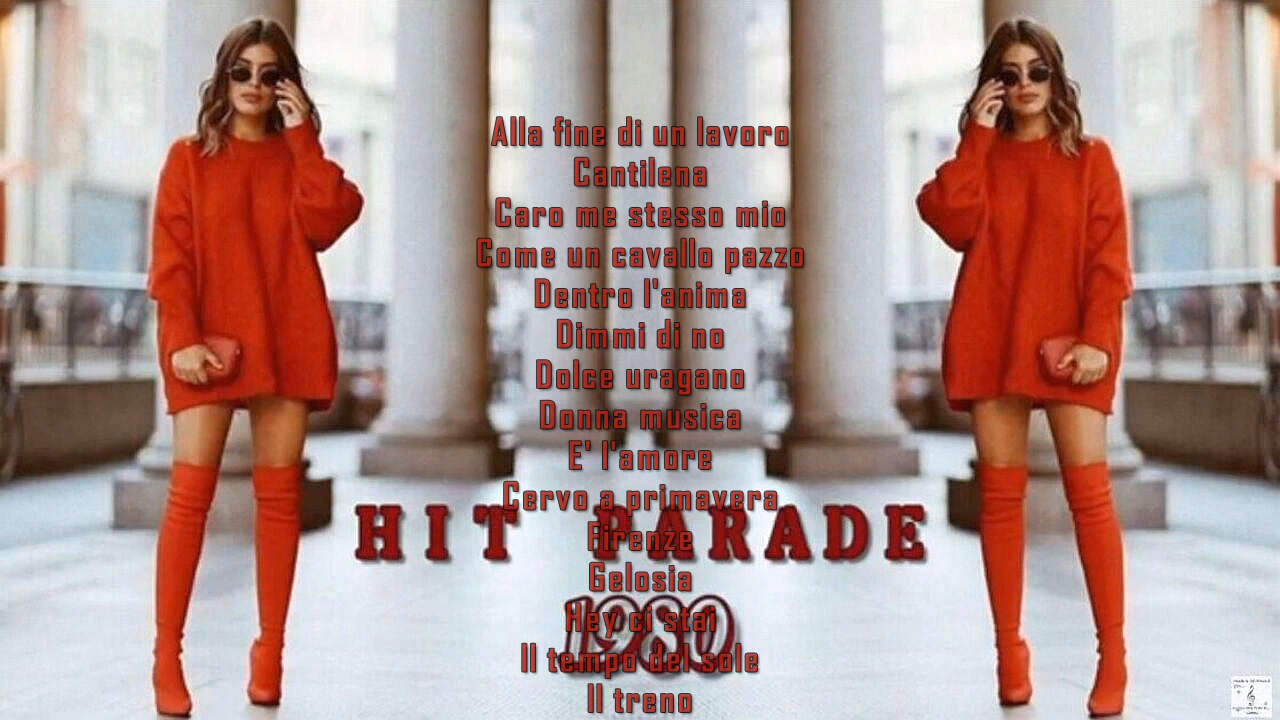 Alla fine di un lavoro
Cantilena
Caro me stesso mio
Come un cavallo pazzo
Dentro l'anima
Dimmi di no
Dolce uragano
Donna musica
E' l'amore
Cervo a primavera
HIT PARADE
Firenze
Gelosia
1980
Hey ci stai
Il tempo del sole
Il treno